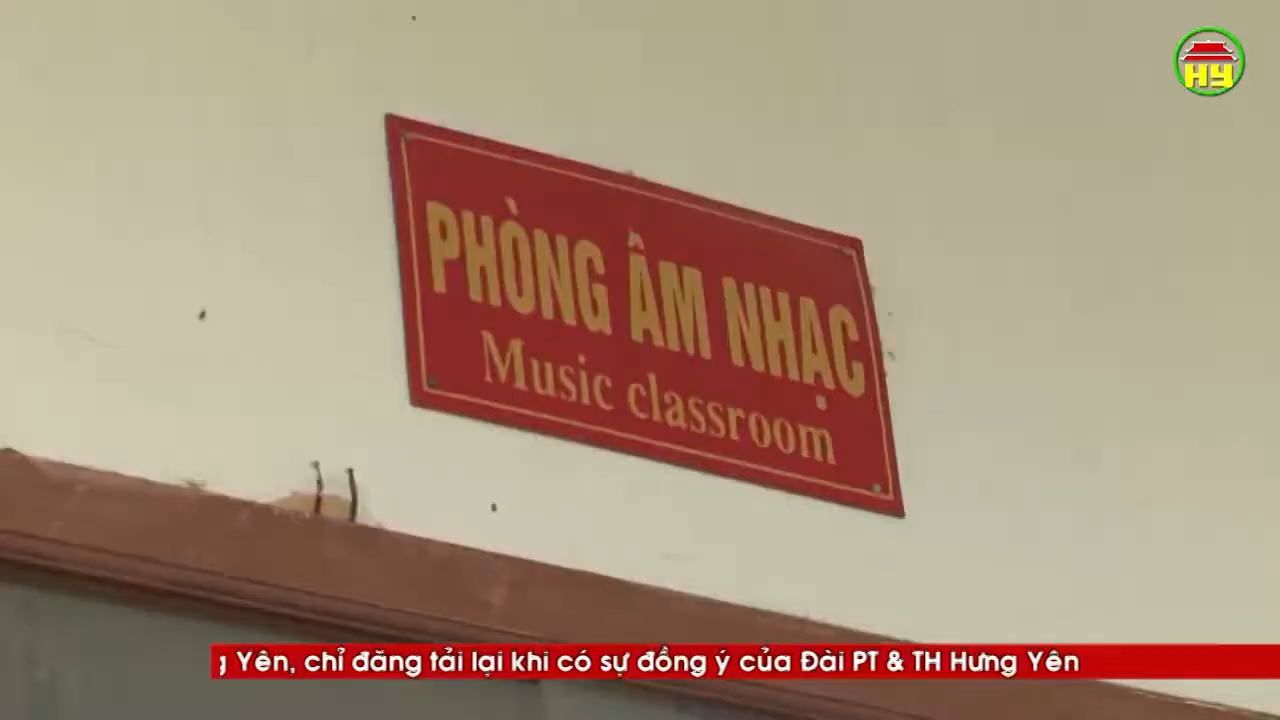 HY
PHÒNG ÂM NHẠC
Music classroom
Yên, chỉ đăng tải lại khi có sự đồng ý của Đài PT & TH Hưng Yên